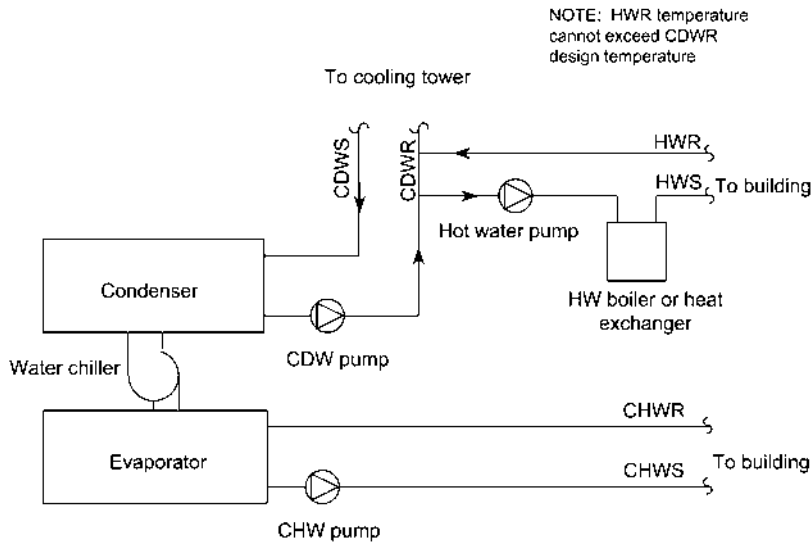 NOTE: HWR temperature
cannot exceed CDWR
design temperature
To cooling tower
CDWS
CDWR
HWR
HWS
To building
Hot water pump
Condenser
HW boiler or heat
exchanger
CDW pump
Water chiller
CHWR
Evaporator
CHWS
To building
CHW pump